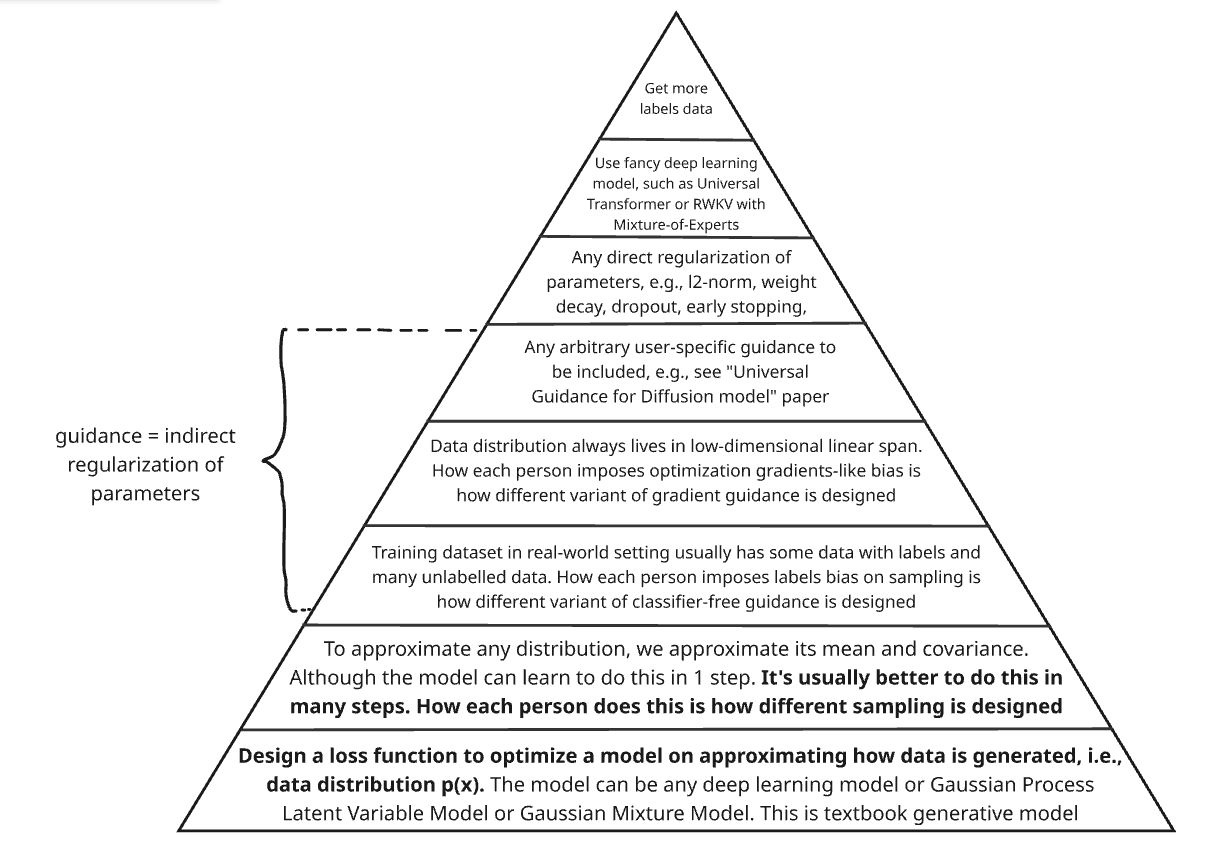 Get more
labels data
Use fancy deep learning
model, such as Universal
Transformer or RWKV with
Mixture-of-Experts
Any direct regularization of
parameters, e.g., l2-norm, weight
decay, dropout, early stopping,
Any arbitrary user-specific guidance to
be included, e.g., see "Universal
Guidance for Diffusion model" paper
guidance = indirect
regularization of
parameters
Data distribution always lives in low-dimensional linear span.
How each person imposes optimization gradients-like bias is
how different variant of gradient guidance is designed
Training dataset in real-world setting usually has some data with labels and
many unlabelled data. How each person imposes labels bias on sampling is
how different variant of classifier-free guidance is designed
To approximate any distribution, we approximate its mean and covariance.
Although the model can learn to do this in 1 step. It's usually better to do this in
many steps. How each person does this is how different sampling is designed
Design a loss function to optimize a model on approximating how data is generated, i.e.,
data distribution p(x). The model can be any deep learning model or Gaussian Process
Latent Variable Model or Gaussian Mixture Model. This is textbook generative model